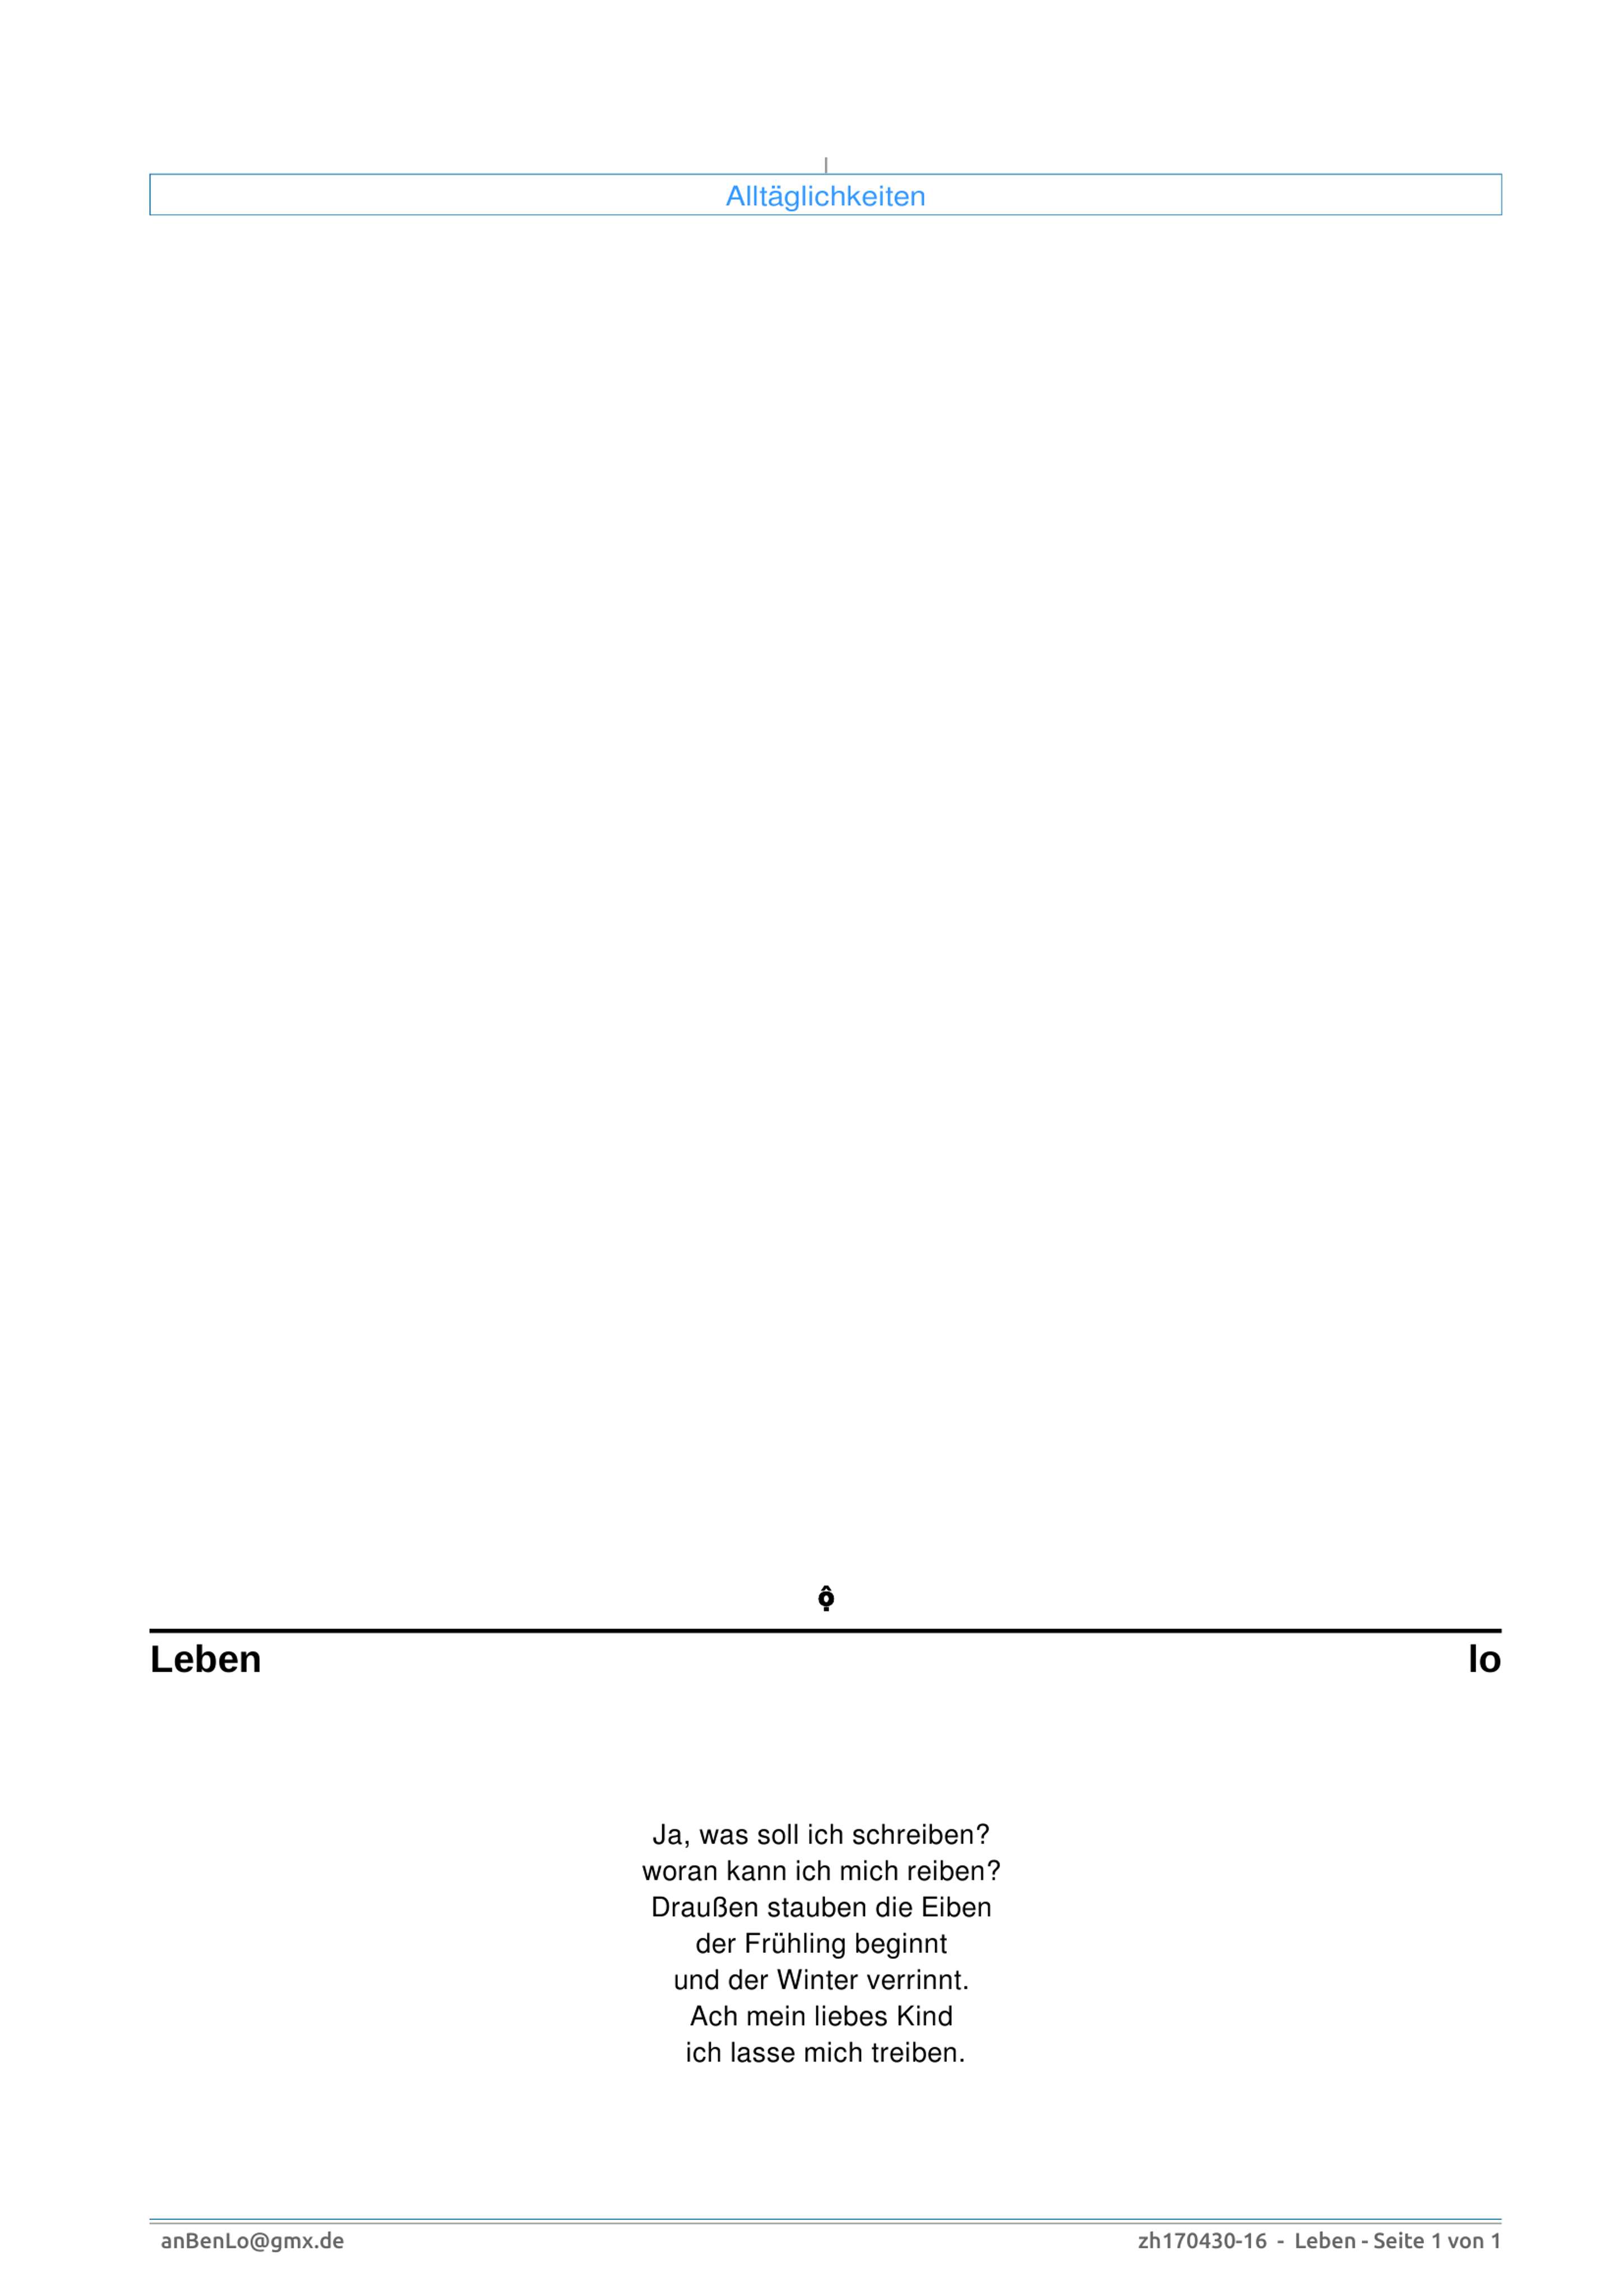 Alltäglichkeiten
ộ
Leben lo
Ja, was soll ich schreiben?
woran kann ich mich reiben?
Draußen stauben die Eiben
der Frühling beginnt
und der Winter verrinnt.
Ach mein liebes Kind
ich lasse mich treiben.
anBenLo@gmx.de zh170430-16 - Leben - Seite 1 von 1